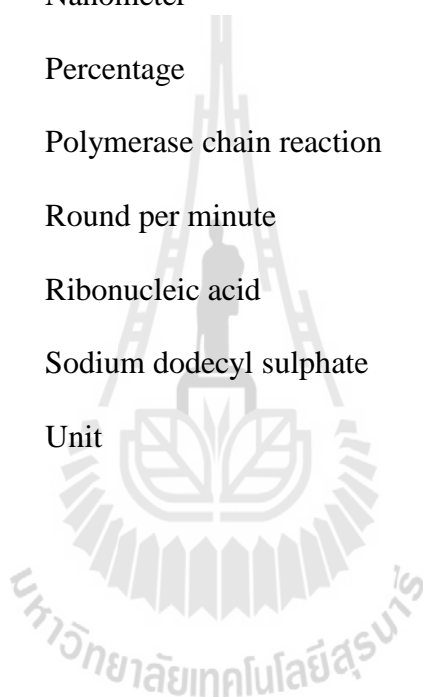 Nanometer
Percentage
Polymerase chain reaction
Round per minute
Ribonucleic acid
Sodium dodecyl sulphate
Unit
มหาวิทยาลัยเทคโนโลยีสุรนารี